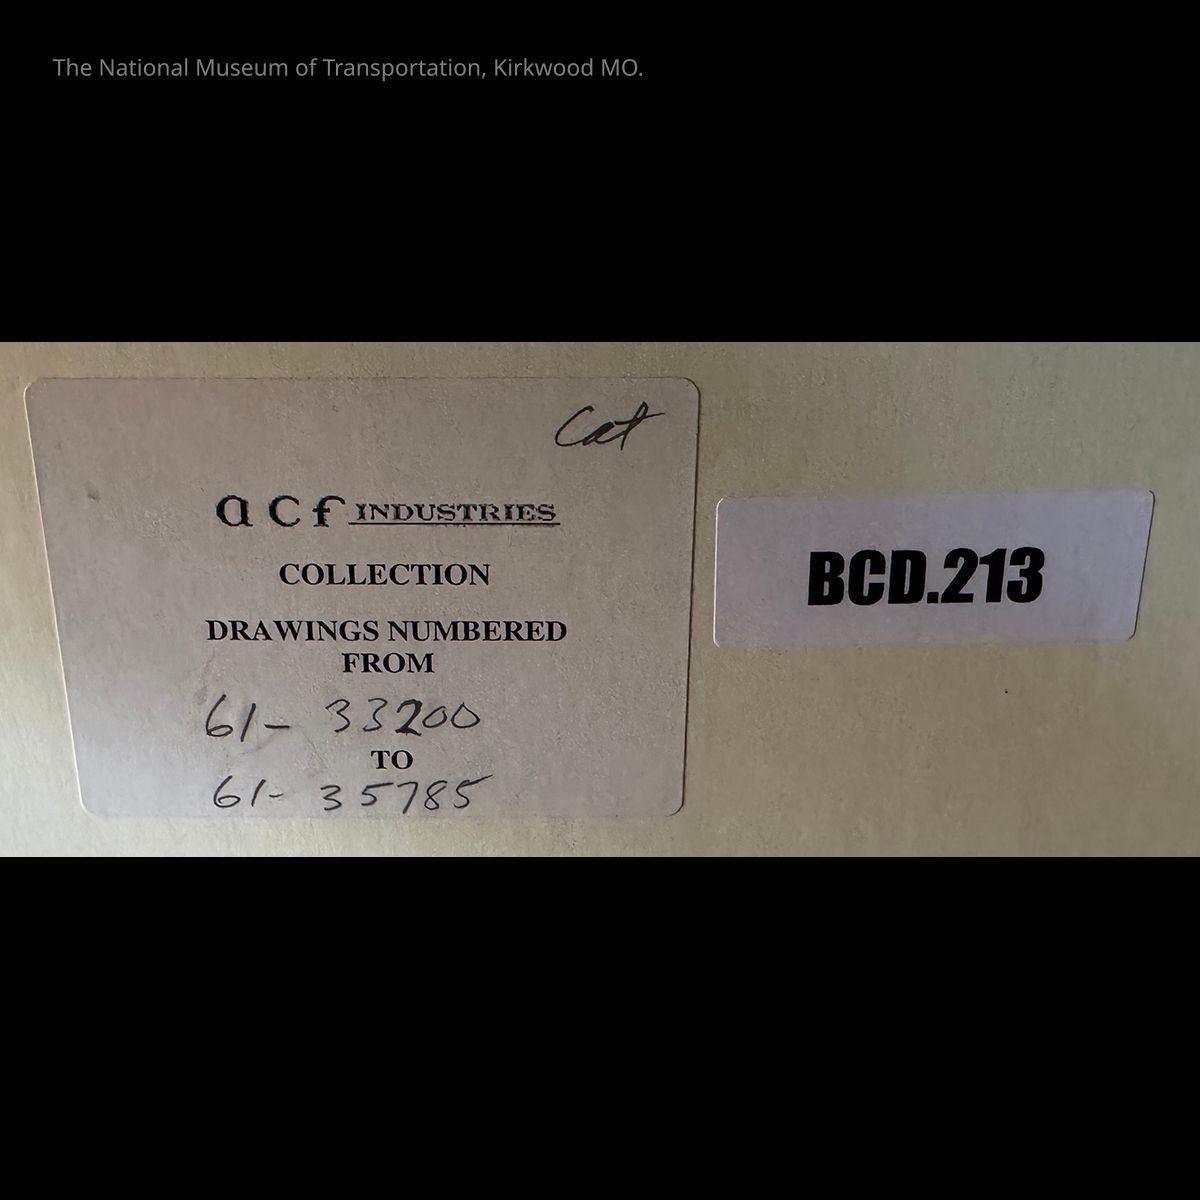 The National Museum of Transportation, Kirkwood MO.
Cat
acf INDUSTRIES
COLLECTION
DRAWINGS NUMBERED
FROM
61- 33200
TO
61- 35785
BCD.213